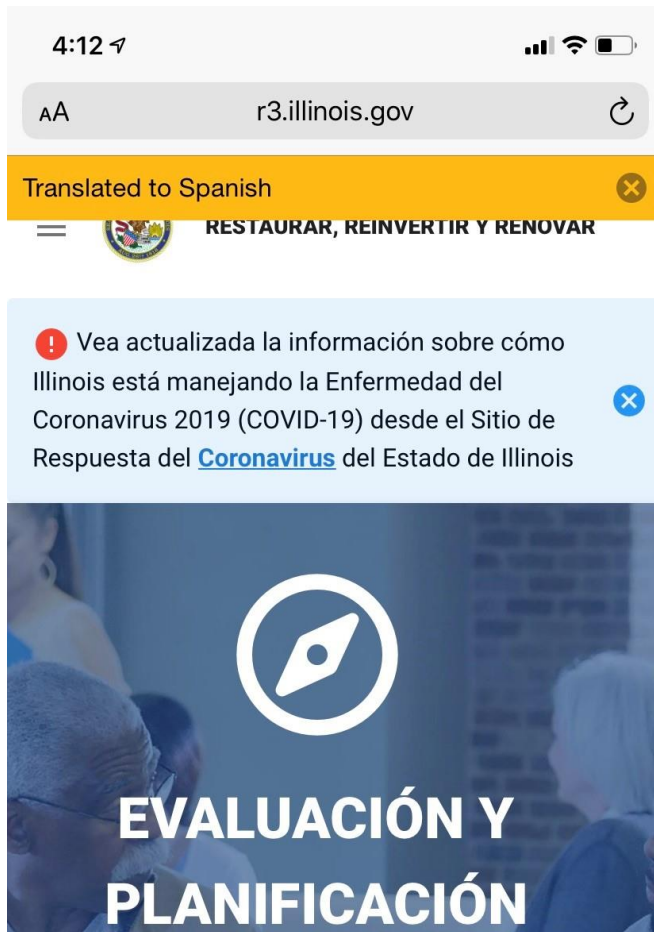 4:12
AA r3.illinois.gov
Translated to Spanish
RESTAURAR, REINVERTIR Y RENOVAR
Vea actualizada la información sobre cómo
Illinois está manejando la Enfermedad del
Coronavirus 2019 (COVID-19) desde el Sitio de
Respuesta del Coronavirus del Estado de Illinois
EVALUACIÓN Y
PLANIFICACIÓN